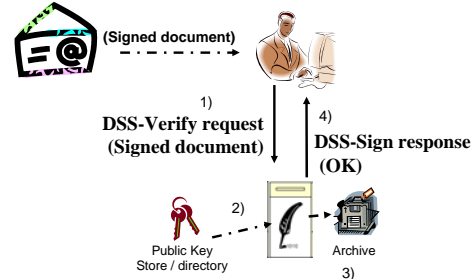 (Signed document)
1)
DSS-Verify request
(Signed document)
4)
DSS-Sign response
(OK)
2)
Public Key
Store / directory
Archive
3)